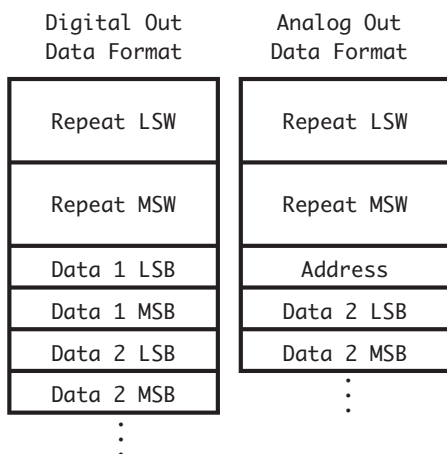 Digital Out
Data Format
Repeat LSW
Repeat MSW
Data 1 LSB
Data 1 MSB
Data 2 LSB
Data 2 MSB
Analog Out
Data Format
Repeat LSW
Repeat MSW
Address
Data 2 LSB
Data 2 MSB